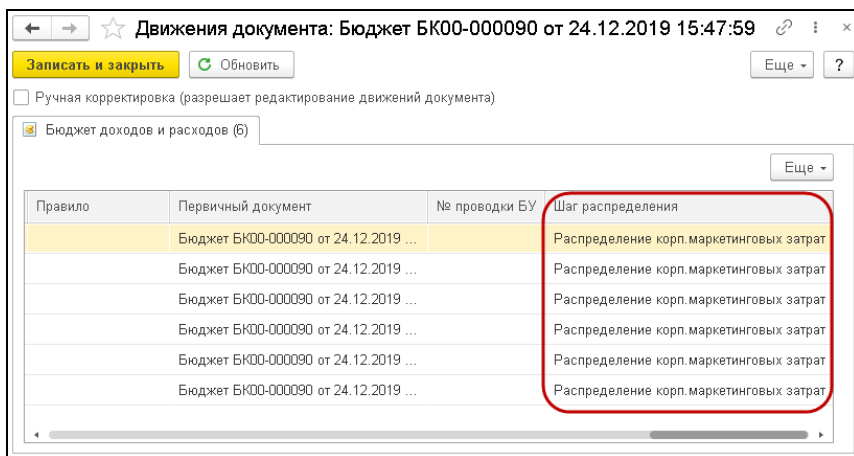 Движения документа: Бюджет БК00-000090 от 24.12.2019 15:47:59
Записать и закрыть Обновить Еще ?
Ручная корректировка (разрешает редактирование движений документа)
Бюджет доходов и расходов (6)
Еще
Правило Первичный документ № проводки БУ Шаг распределения
Бюджет БК00-000090 от 24.12.2019 ... Распределение корп.маркетинговых затрат
Бюджет БК00-000090 от 24.12.2019 ... Распределение корп.маркетинговых затрат
Бюджет БК00-000090 от 24.12.2019 ... Распределение корп.маркетинговых затрат
Бюджет БК00-000090 от 24.12.2019 ... Распределение корп.маркетинговых затрат
Бюджет БК00-000090 от 24.12.2019 ... Распределение корп.маркетинговых затрат
Бюджет БК00-000090 от 24.12.2019 ... Распределение корп.маркетинговых затрат